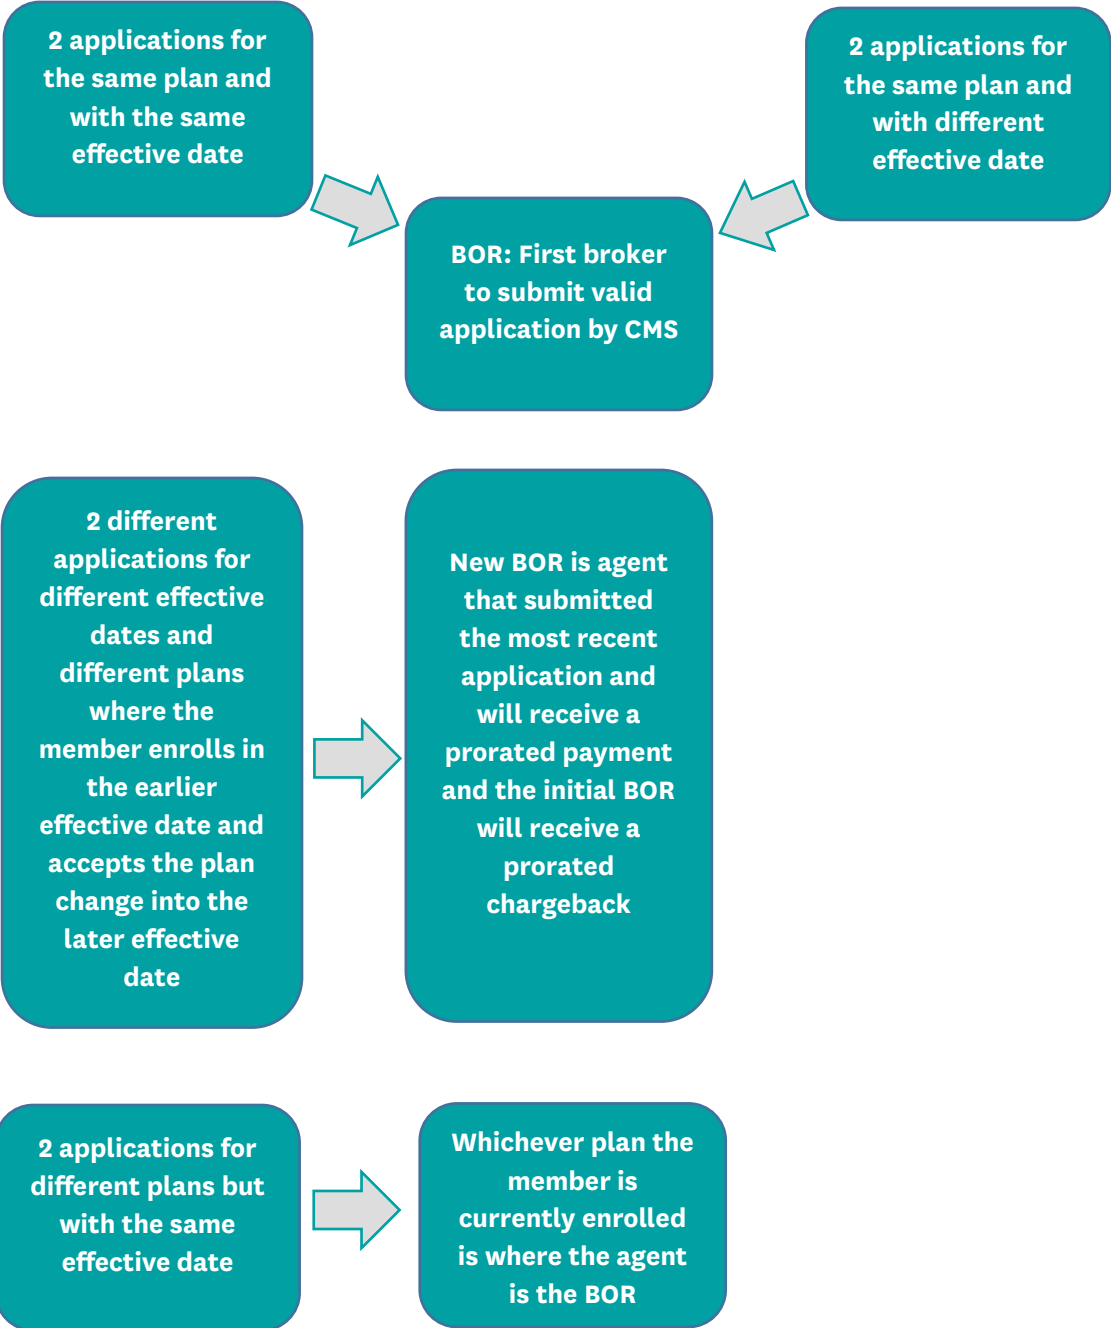 2 applications for
the same plan and
with the same
effective date
2 applications for
the same plan and
with different
effective date
BOR: First broker
to submit valid
application by CMS
2 different
applications for
different effective
dates and
different plans
where the
member enrolls in
the earlier
effective date and
accepts the plan
change into the
later effective
date
New BOR is agent
that submitted
the most recent
application and
will receive a
prorated payment
and the initial BOR
will receive a
prorated
chargeback
2 applications for
different plans but
with the same
effective date
Whichever plan the
member is
currently enrolled
is where the agent
is the BOR